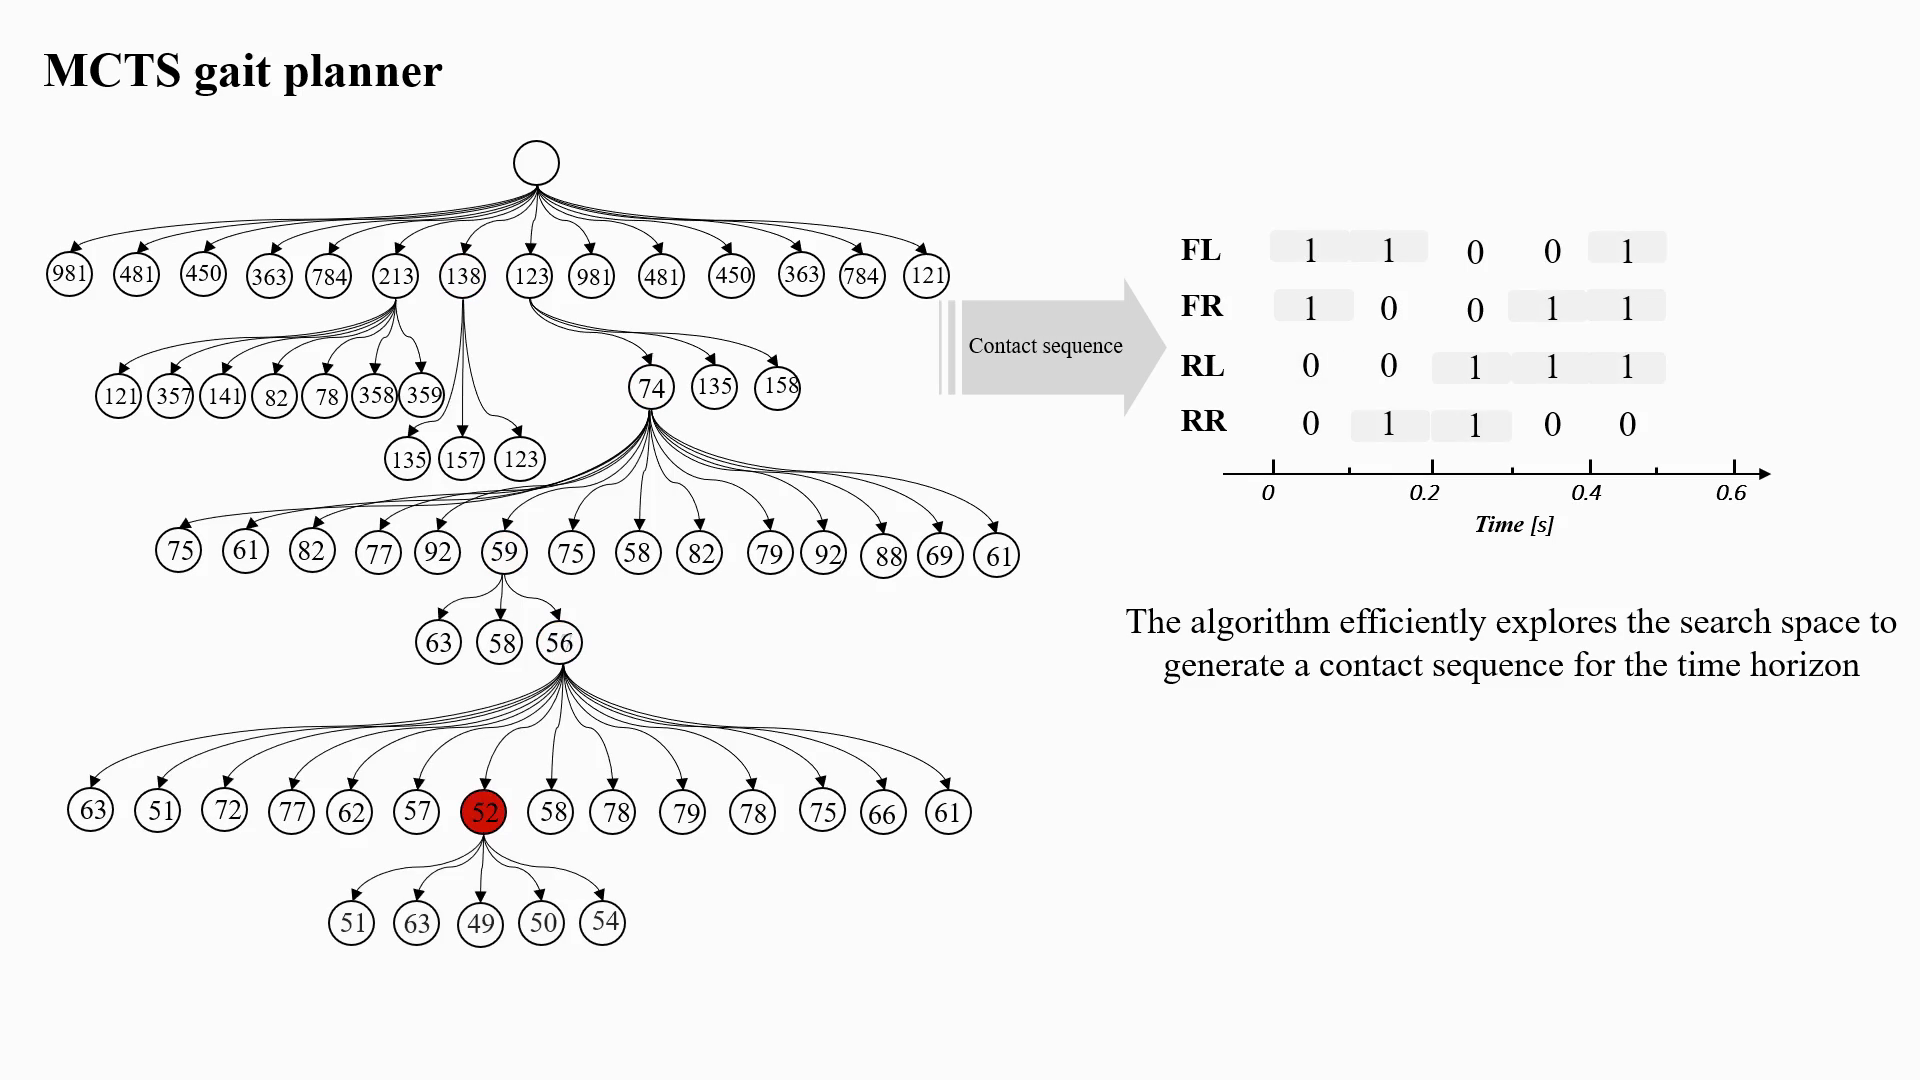 MCTS gait planner
981 481 450 363 784 213 138 123 981 481 450 363 784 121
121 357 141 82 78 358 359 74 135 158
135 157 123
75 61 82 77 92 59 75 58 82 79 92 88 69 61
63 58 56
63 51 72 77 62 57 52 58 78 79 78 75 66 61
51 63 49 50 54
Contact sequence
FL 1 1 0 0 1
FR 1 0 0 1 1
RL 0 0 1 1 1
RR 0 1 1 0 0
0 0.2 0.4 0.6
Time [s]
The algorithm efficiently explores the search space to
generate a contact sequence for the time horizon